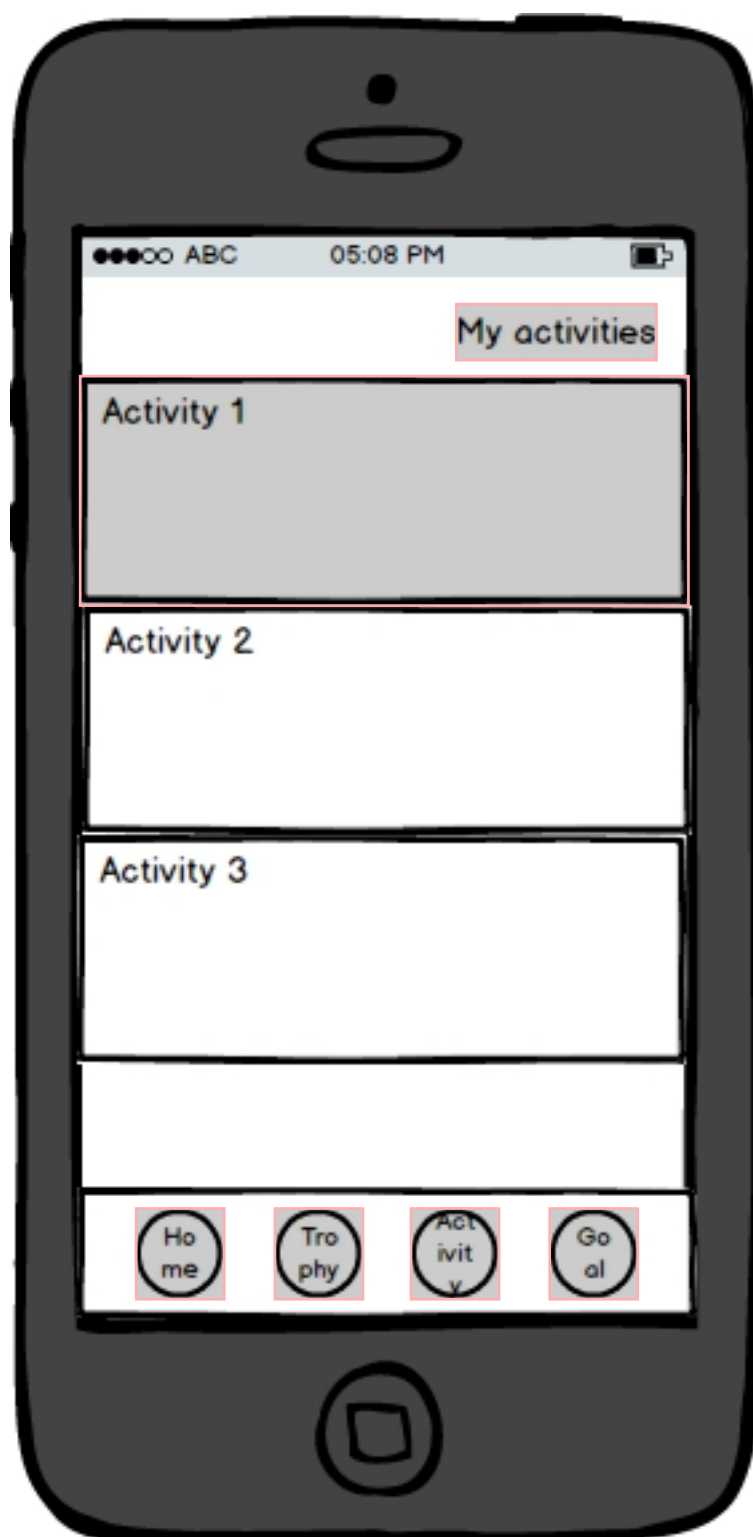 ABC 05:08 PM
My activities
Activity 1
Activity 2
Activity 3
Ho
me
Tro
phy
Act
ivit
y
Go
al